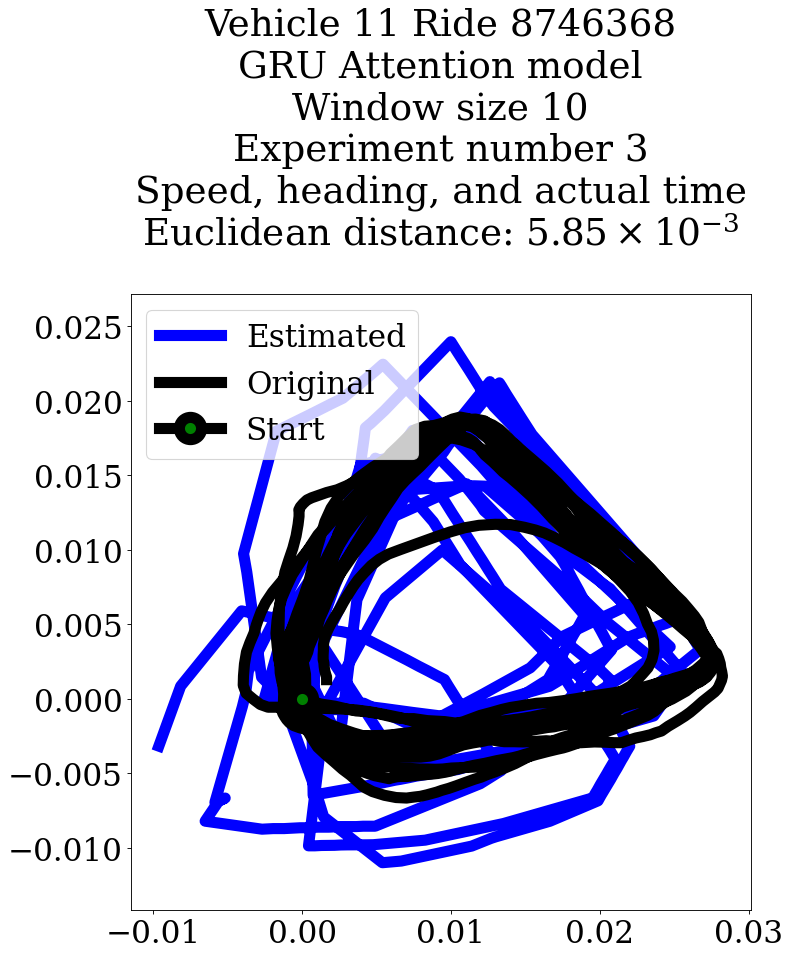 Vehicle 11 Ride 8746368
GRU Attention model
Window size 10
Experiment number 3
Speed, heading, and actual time
Euclidean distance: 5.85 × 10⁻³
Estimated
Original
Start
0.025
0.020
0.015
0.010
0.005
0.000
−0.005
−0.010
−0.01 0.00 0.01 0.02 0.03